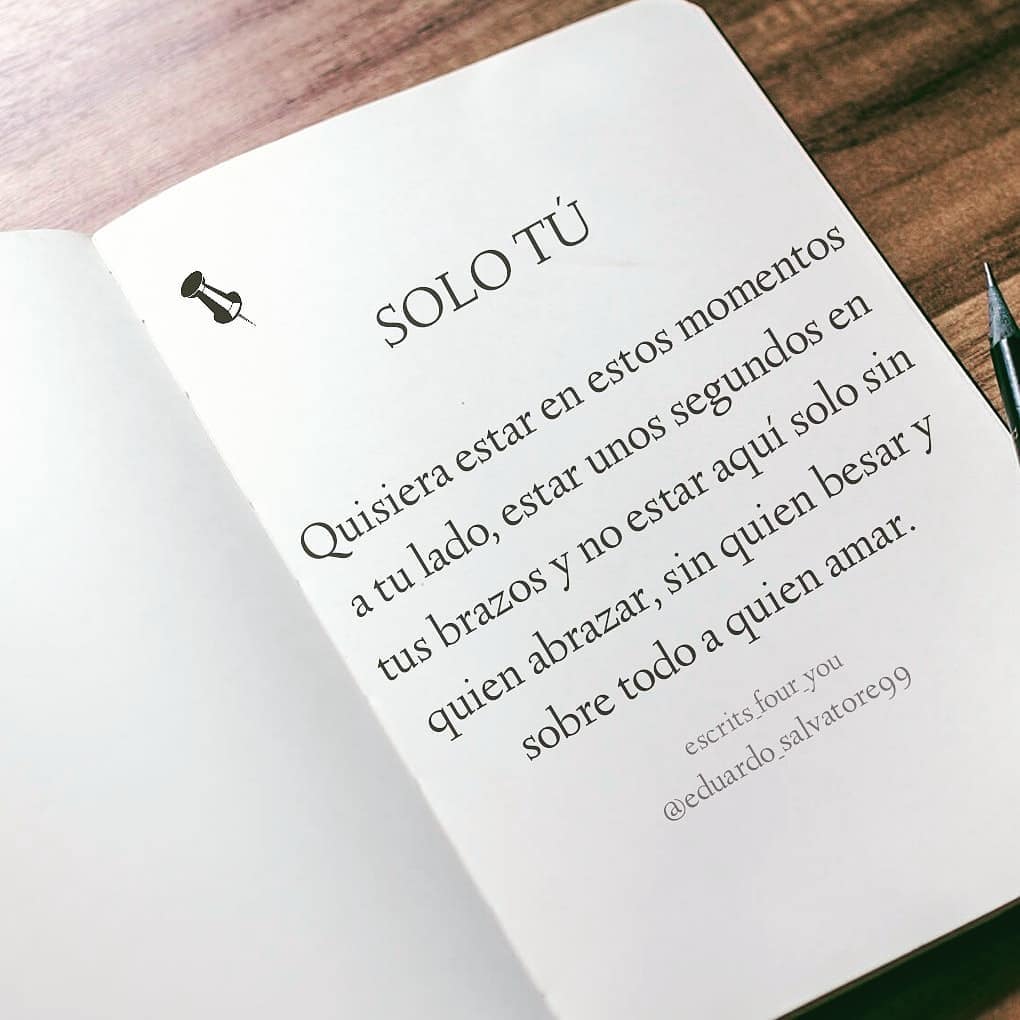 SOLO TÚ
Quisiera estar en estos momentos
a tu lado, estar unos segundos en
tus brazos y no estar aquí solo sin
quien abrazar, sin quien besar y
sobre todo a quien amar.
escrits_four_you
@eduardo_salvatore99